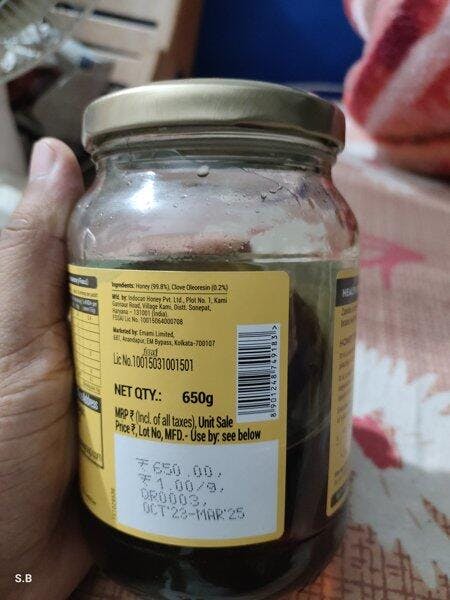 Ingredients: Honey (99.8%), Clove Oleoresin (0.2%)
Mfd. by: Indocan Honey Pvt. Ltd., Plot No. 1, Kami
Gannaur Road, Village Kami, Distt. Sonepat,
Haryana - 131001 (India).
FSSAI Lic No. 10015064000708
Marketed by: Emami Limited,
687, Anandapur, EM Bypass, Kolkata-700107
fssai
Lic No.10015031001501
NET QTY.: 650g
MRP ₹ (Incl. of all taxes), Unit Sale
Price ₹, Lot No, MFD.- Use by: see below
₹650.00,
₹1.00/g,
DR0003,
OCT'23-MAR'25
8901248749183
S.B